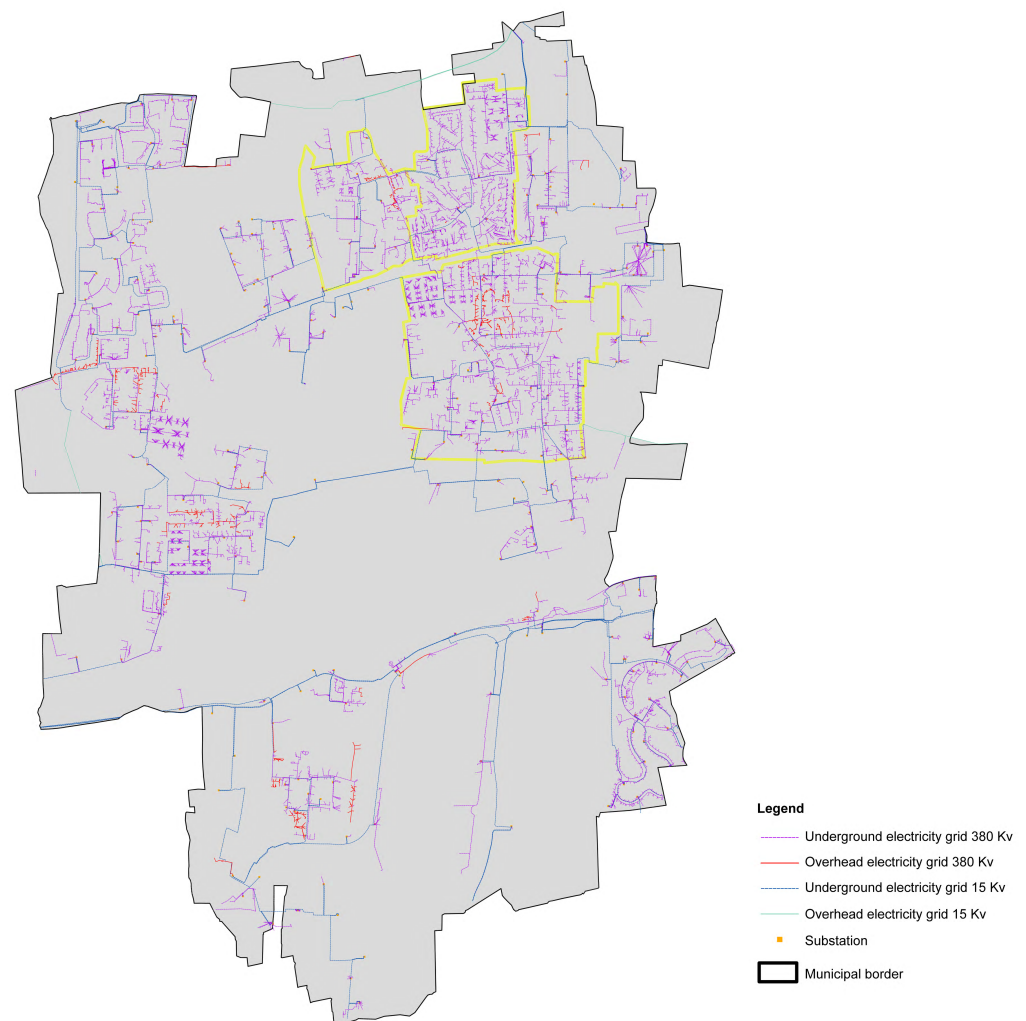 Legend
Underground electricity grid 380 Kv
Overhead electricity grid 380 Kv
Underground electricity grid 15 Kv
Overhead electricity grid 15 Kv
Substation
Municipal border